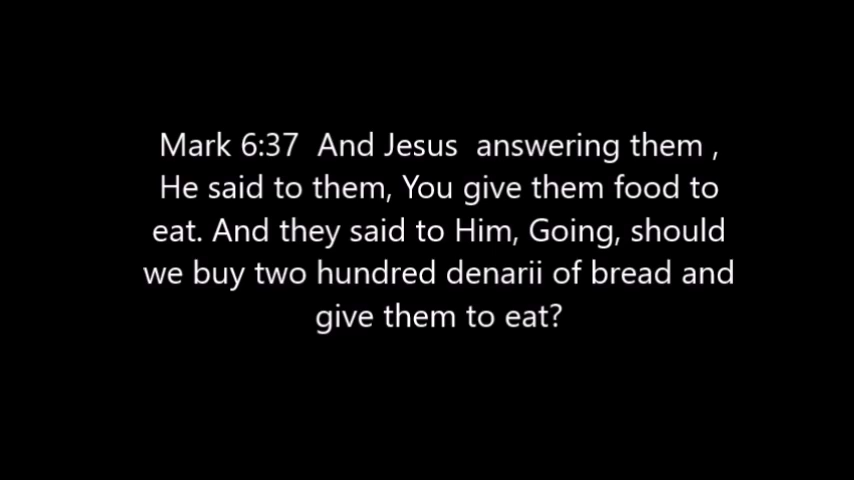 Mark 6:37  And Jesus  answering them ,
He said to them, You give them food to
eat. And they said to Him, Going, should
we buy two hundred denarii of bread and
give them to eat?